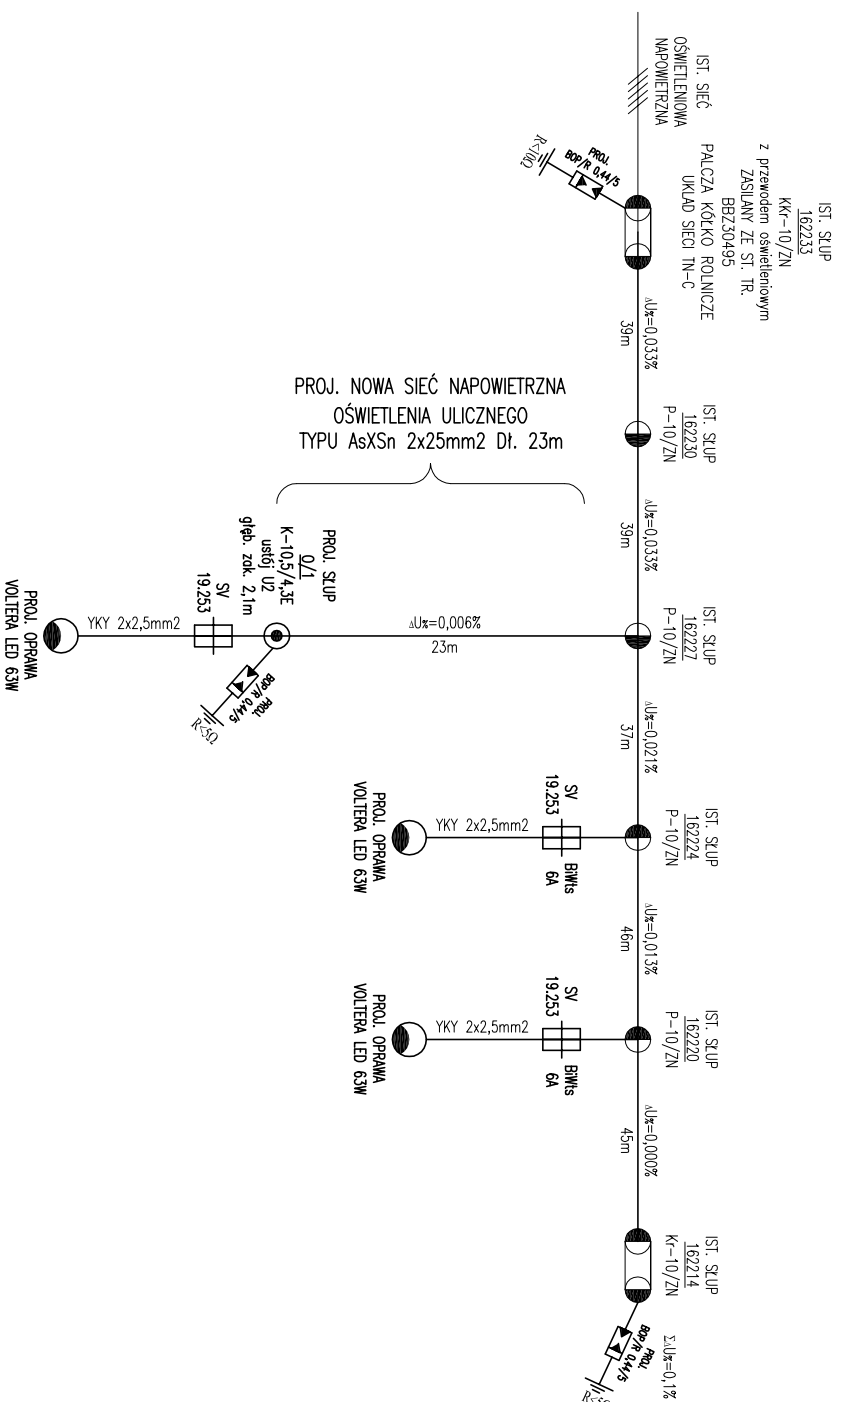 IST. SIEĆ
OŚWIETLENIOWA
NAPOWIETRZNA
IST. SŁUP
162233
KKr-10/ZN
z przewodem oświetleniowym
ZASILANY ZE ST. TR.
BBZ30495
PALCZA KÓŁKO ROLNICZE
UKŁAD SIECI TN-C
PROJ.
BOP/R 0,44/5
R<10Ω
ΔU%=0,033%
39m
IST. SŁUP
162230
P-10/ZN
ΔU%=0,033%
39m
IST. SŁUP
162227
P-10/ZN
PROJ. NOWA SIEĆ NAPOWIETRZNA
OŚWIETLENIA ULICZNEGO
TYPU AsXSn 2x25mm2 Dł. 23m
ΔU%=0,006%
23m
PROJ. SŁUP
0/1
K-10,5/4,3E
ustój U2
głęb. zak. 2,1m
SV
19.253
YKY 2x2,5mm2
PROJ. OPRAWA
VOLTERA LED 63W
PROJ.
BOP/R 0,44/5
R<5Ω
ΔU%=0,021%
37m
IST. SŁUP
162224
P-10/ZN
SV
19.253
BiWts
6A
YKY 2x2,5mm2
PROJ. OPRAWA
VOLTERA LED 63W
ΔU%=0,013%
46m
IST. SŁUP
162220
P-10/ZN
SV
19.253
BiWts
6A
YKY 2x2,5mm2
PROJ. OPRAWA
VOLTERA LED 63W
ΔU%=0,000%
45m
IST. SŁUP
162214
Kr-10/ZN
ΣΔU%=0,1%
PROJ.
BOP/R 0,44/5